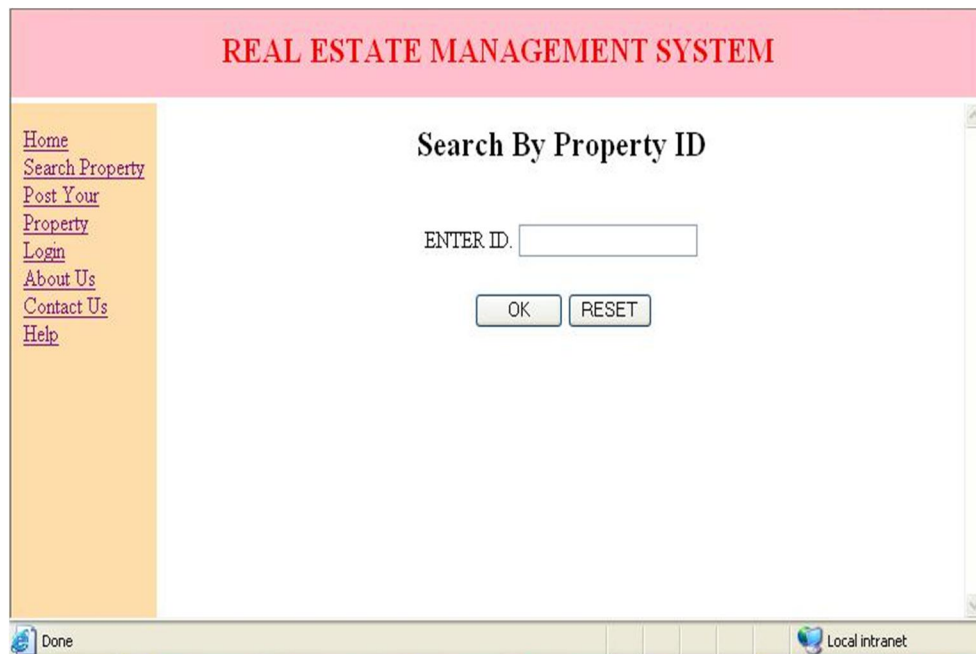 REAL ESTATE MANAGEMENT SYSTEM
Home
Search Property
Post Your
Property
Login
About Us
Contact Us
Help
Search By Property ID
ENTER ID.
OK RESET
Done
Local intranet